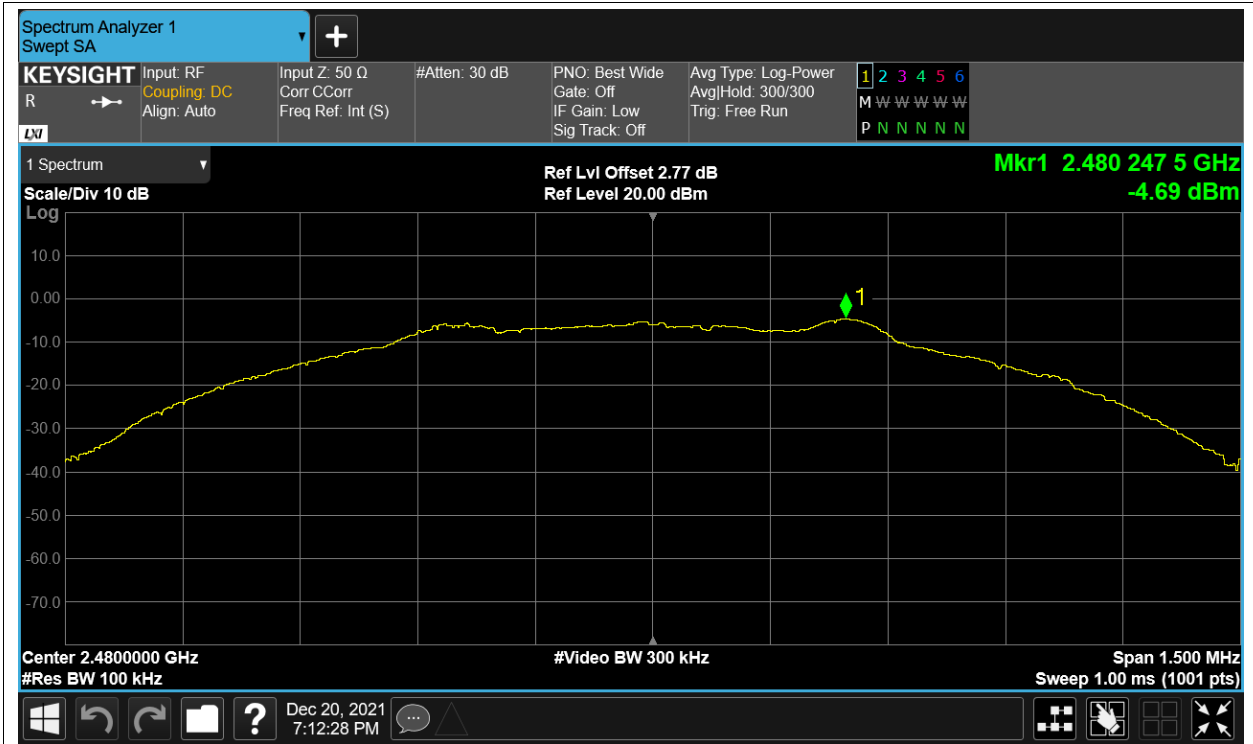 Spectrum Analyzer 1
Swept SA
+
KEYSIGHT
R
LXI
Input: RF
Coupling: DC
Align: Auto
Input Z: 50 Ω
Corr CCorr
Freq Ref: Int (S)
#Atten: 30 dB
PNO: Best Wide
Gate: Off
IF Gain: Low
Sig Track: Off
Avg Type: Log-Power
Avg|Hold: 300/300
Trig: Free Run
1 2 3 4 5 6
M W W W W W
P N N N N N
1 Spectrum
Scale/Div 10 dB
Ref Lvl Offset 2.77 dB
Ref Level 20.00 dBm
Mkr1 2.480 247 5 GHz
-4.69 dBm
Log
10.0
0.00
-10.0
-20.0
-30.0
-40.0
-50.0
-60.0
-70.0
1
Center 2.4800000 GHz
#Res BW 100 kHz
#Video BW 300 kHz
Span 1.500 MHz
Sweep 1.00 ms (1001 pts)
?
Dec 20, 2021
7:12:28 PM